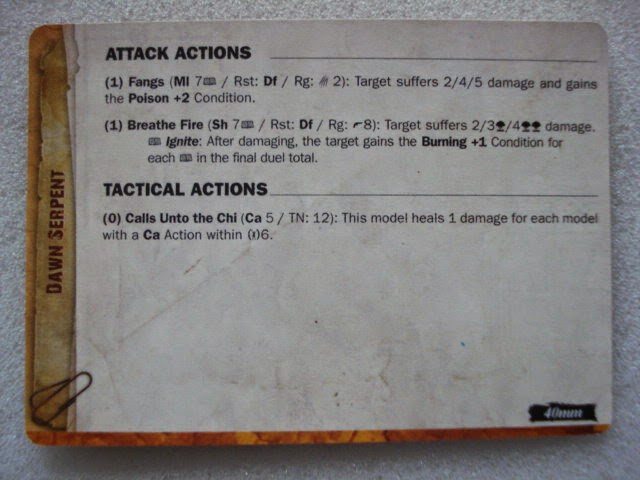 ATTACK ACTIONS
(1) Fangs (Ml 7 / Rst: Df / Rg: 2): Target suffers 2/4/5 damage and gains
the Poison +2 Condition.
(1) Breathe Fire (Sh 7 / Rst: Df / Rg: 8): Target suffers 2/3/4 damage.
Ignite: After damaging, the target gains the Burning +1 Condition for
each in the final duel total.
TACTICAL ACTIONS
(0) Calls Unto the Chi (Ca 5 / TN: 12): This model heals 1 damage for each model
with a Ca Action within 6.
DAWN SERPENT
40mm